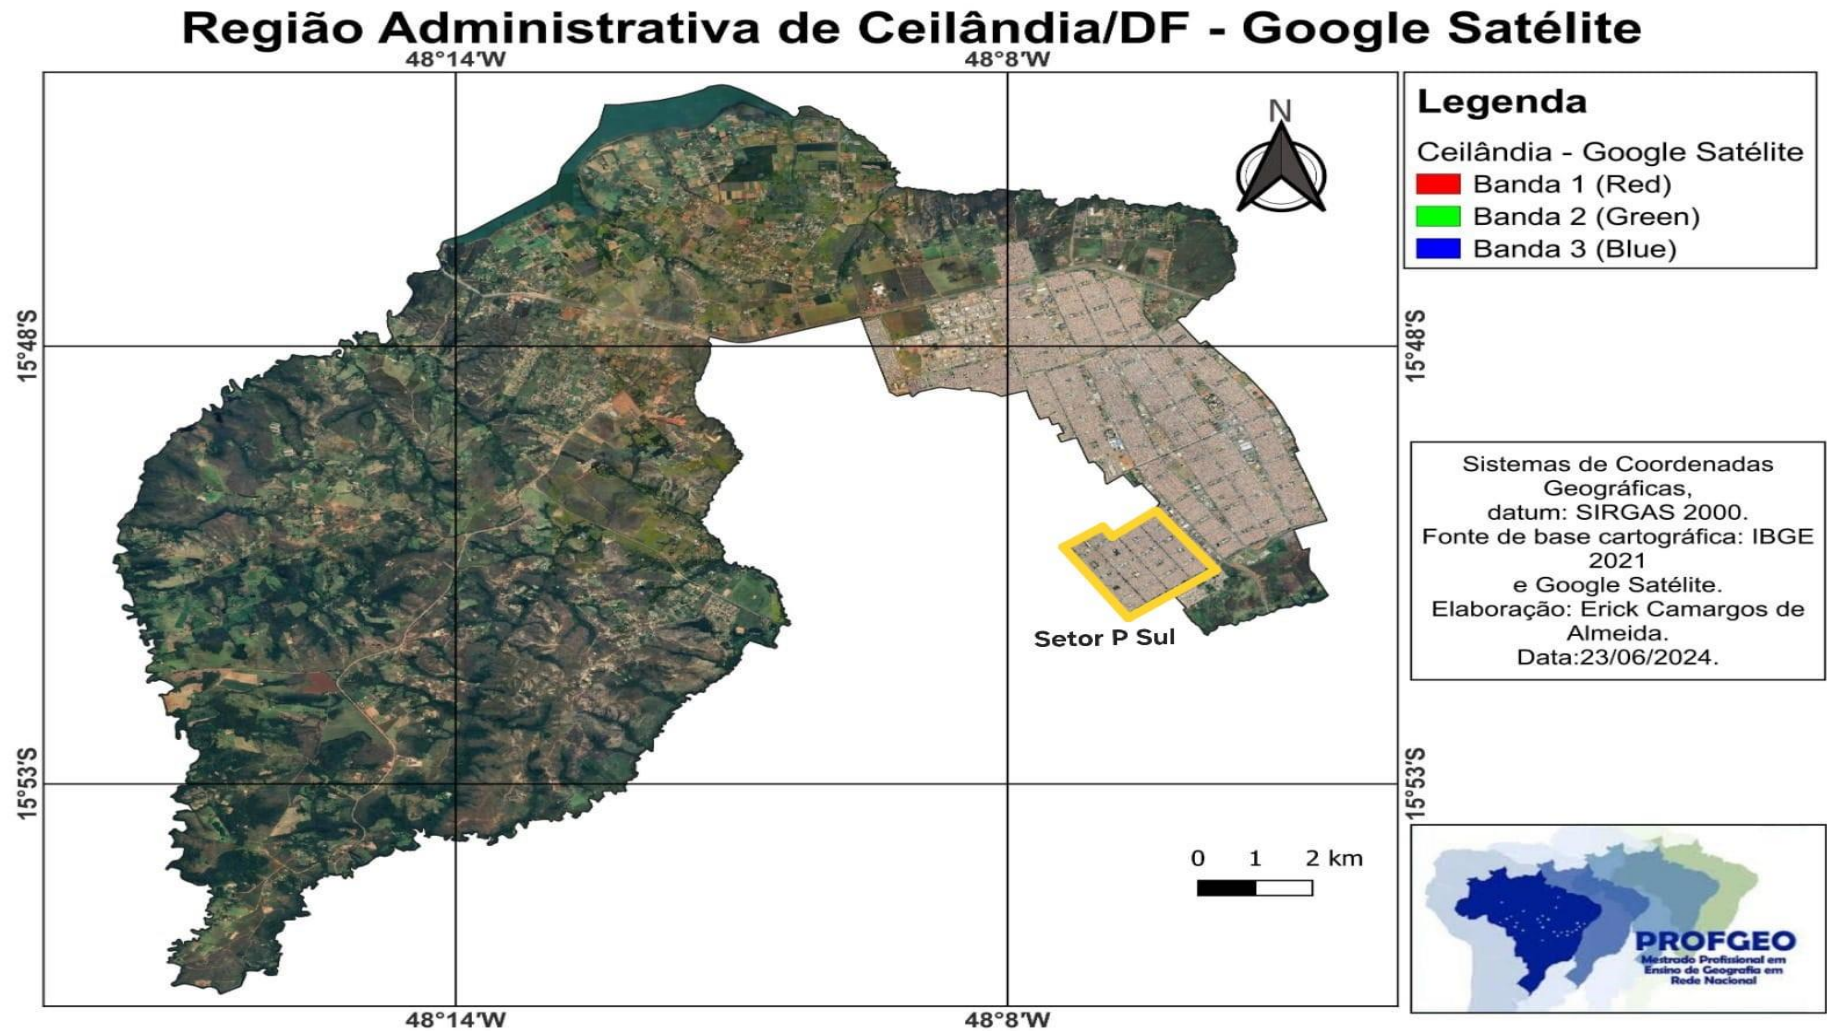 Região Administrativa de Ceilândia/DF - Google Satélite
48°14'W
48°8'W
N
15°48'S
15°48'S
15°53'S
15°53'S
Setor P Sul
0 1 2 km
48°14'W
48°8'W
Legenda
Ceilândia - Google Satélite
Banda 1 (Red)
Banda 2 (Green)
Banda 3 (Blue)
Sistemas de Coordenadas
Geográficas,
datum: SIRGAS 2000.
Fonte de base cartográfica: IBGE
2021
e Google Satélite.
Elaboração: Erick Camargos de
Almeida.
Data:23/06/2024.
PROFGEO
Mestrado Profissional em
Ensino de Geografia em
Rede Nacional